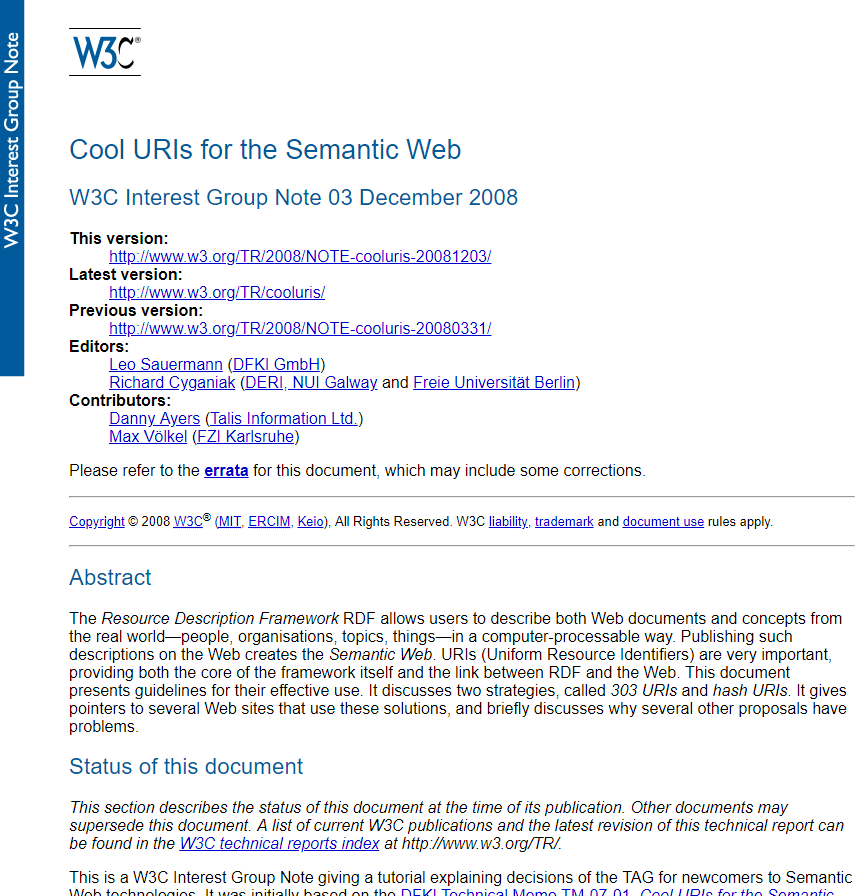 W3C Interest Group Note
W3C®
Cool URIs for the Semantic Web
W3C Interest Group Note 03 December 2008
This version:
http://www.w3.org/TR/2008/NOTE-cooluris-20081203/
Latest version:
http://www.w3.org/TR/cooluris/
Previous version:
http://www.w3.org/TR/2008/NOTE-cooluris-20080331/
Editors:
Leo Sauermann (DFKI GmbH)
Richard Cyganiak (DERI, NUI Galway and Freie Universität Berlin)
Contributors:
Danny Ayers (Talis Information Ltd.)
Max Völkel (FZI Karlsruhe)
Please refer to the errata for this document, which may include some corrections.
Copyright © 2008 W3C® (MIT, ERCIM, Keio), All Rights Reserved. W3C liability, trademark and document use rules apply.
Abstract
The Resource Description Framework RDF allows users to describe both Web documents and concepts from
the real world—people, organisations, topics, things—in a computer-processable way. Publishing such
descriptions on the Web creates the Semantic Web. URIs (Uniform Resource Identifiers) are very important,
providing both the core of the framework itself and the link between RDF and the Web. This document
presents guidelines for their effective use. It discusses two strategies, called 303 URIs and hash URIs. It gives
pointers to several Web sites that use these solutions, and briefly discusses why several other proposals have
problems.
Status of this document
This section describes the status of this document at the time of its publication. Other documents may
supersede this document. A list of current W3C publications and the latest revision of this technical report can
be found in the W3C technical reports index at http://www.w3.org/TR/.
This is a W3C Interest Group Note giving a tutorial explaining decisions of the TAG for newcomers to Semantic
Web technologies. It was initially based on the DFKI Technical Memo TM-07-01, Cool URIs for the Semantic